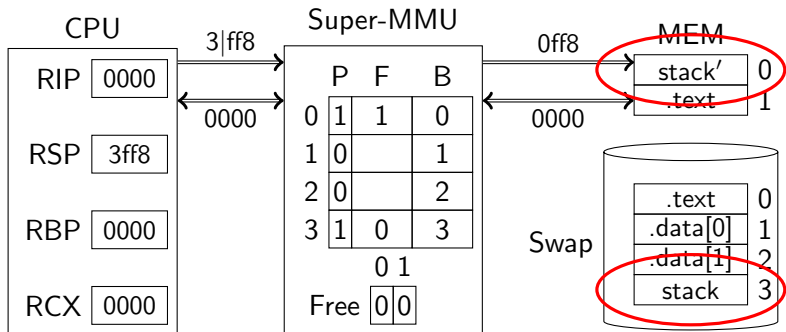 CPU
RIP 0000
RSP 3ff8
RBP 0000
RCX 0000
3|ff8
0000
Super-MMU
P F B
0 1 1 0
1 0 1
2 0 2
3 1 0 3
0 1
Free 0 0
0ff8
0000
MEM
stack′ 0
.text 1
Swap
.text 0
.data[0] 1
.data[1] 2
stack 3